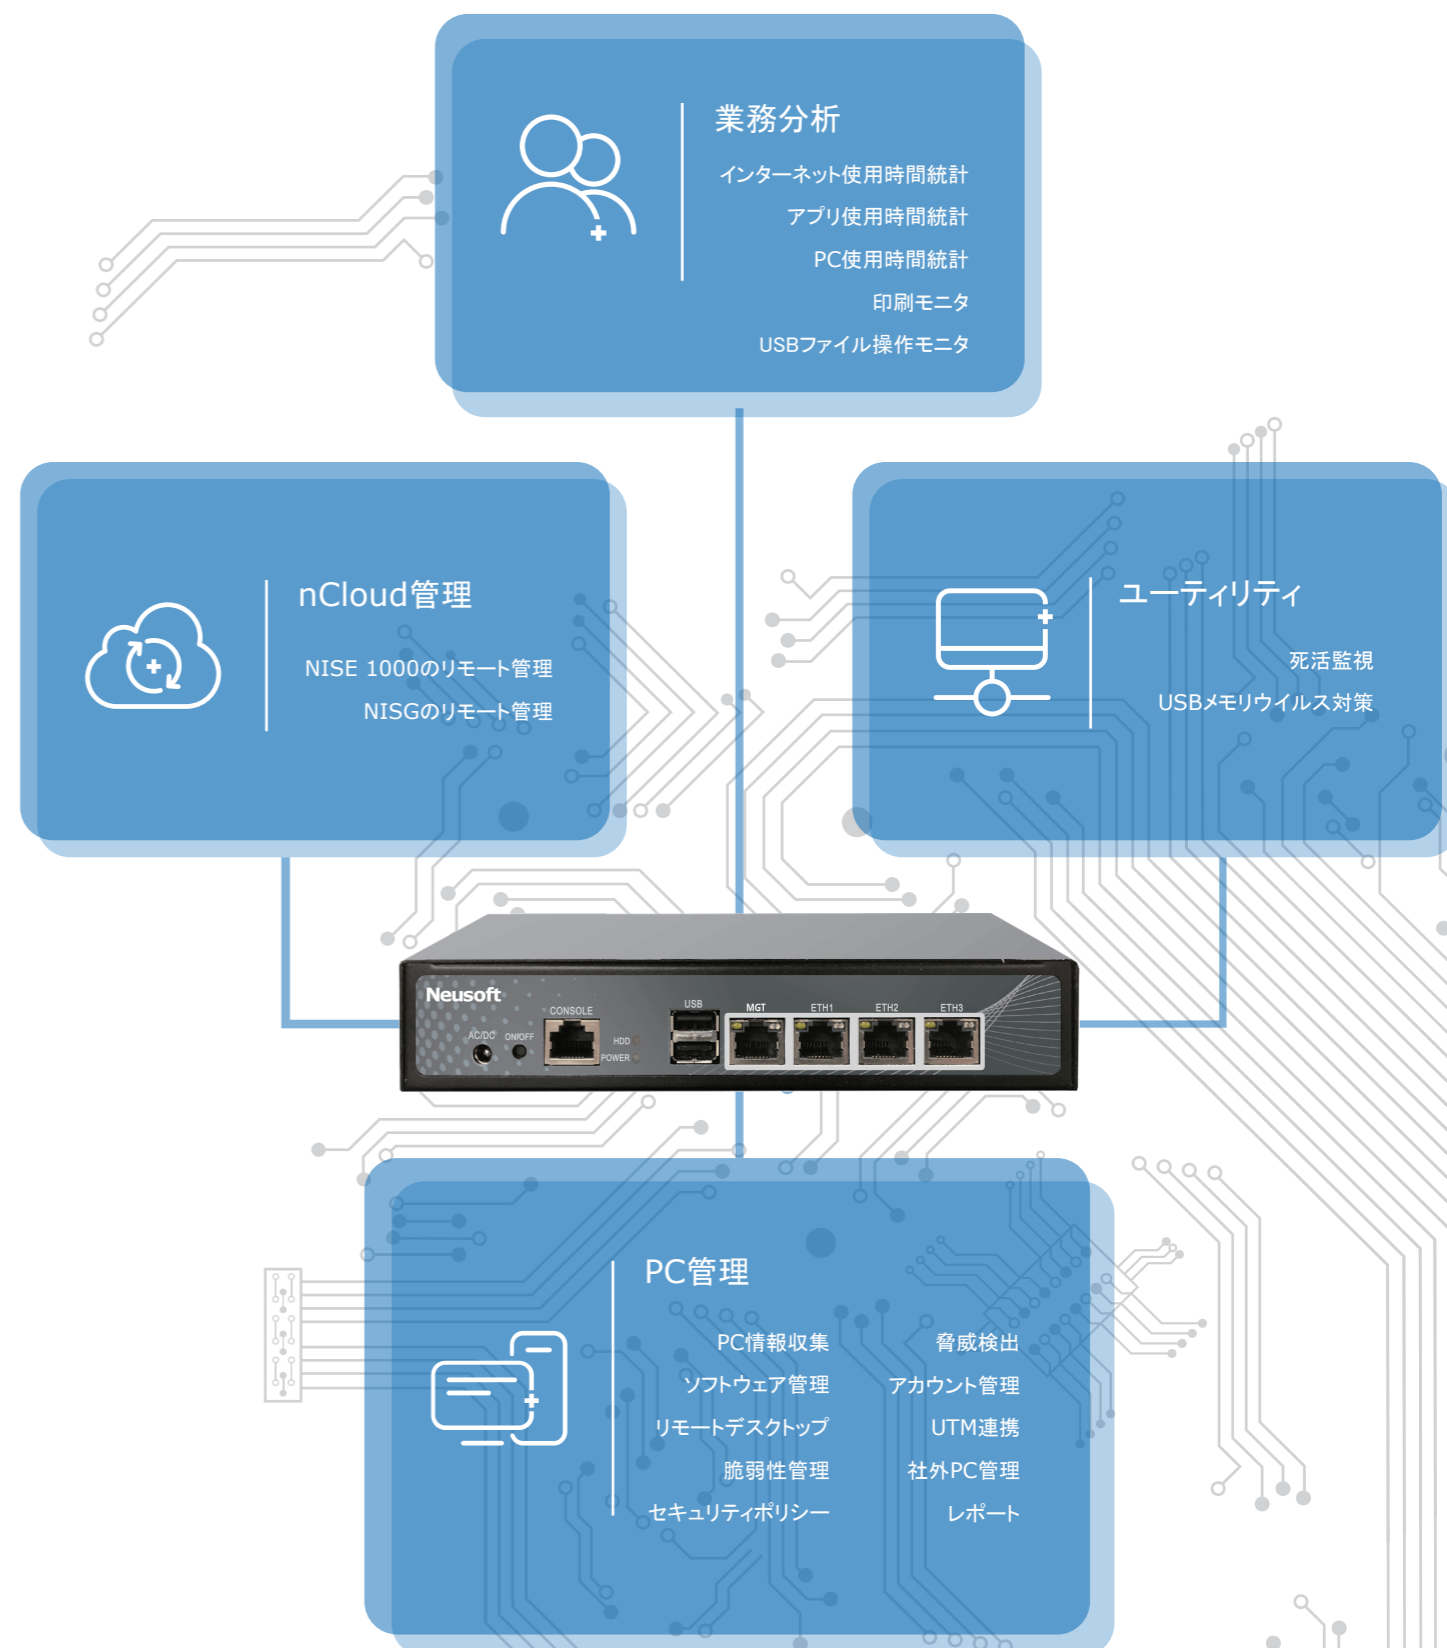 業務分析
インターネット使用時間統計
アプリ使用時間統計
PC使用時間統計
印刷モニタ
USBファイル操作モニタ
nCloud管理
NISE 1000のリモート管理
NISGのリモート管理
ユーティリティ
死活監視
USBメモリウイルス対策
Neusoft
AC/DC ON/OFF
CONSOLE
HDD
POWER
USB
MGT ETH1 ETH2 ETH3
PC管理
PC情報収集
ソフトウェア管理
リモートデスクトップ
脆弱性管理
セキュリティポリシー
脅威検出
アカウント管理
UTM連携
社外PC管理
レポート